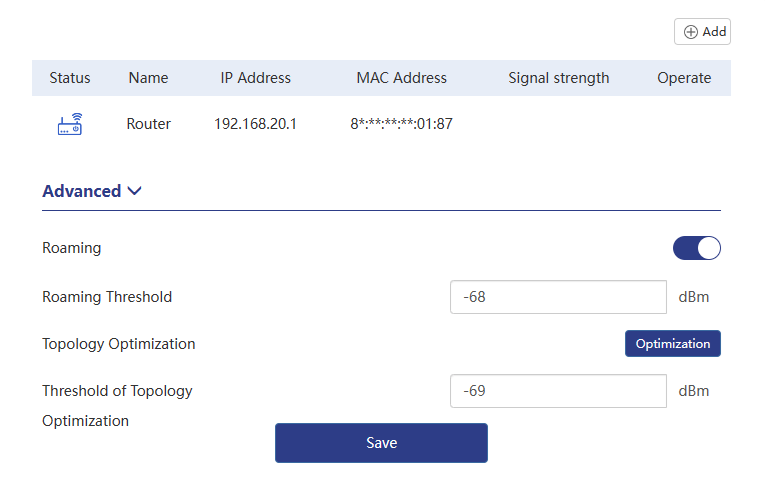 Add
Status Name IP Address MAC Address Signal strength Operate
Router 192.168.20.1 8*:**:**:**:01:87
Advanced
Roaming
Roaming Threshold -68 dBm
Topology Optimization Optimization
Threshold of Topology -69 dBm
Optimization
Save